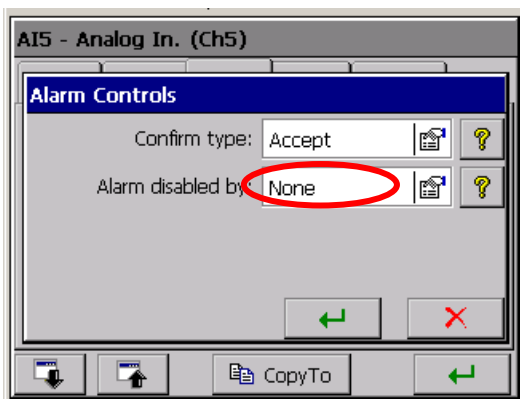 AI5 - Analog In. (Ch5)
Alarm Controls
Confirm type: Accept
Alarm disabled by: None
CopyTo